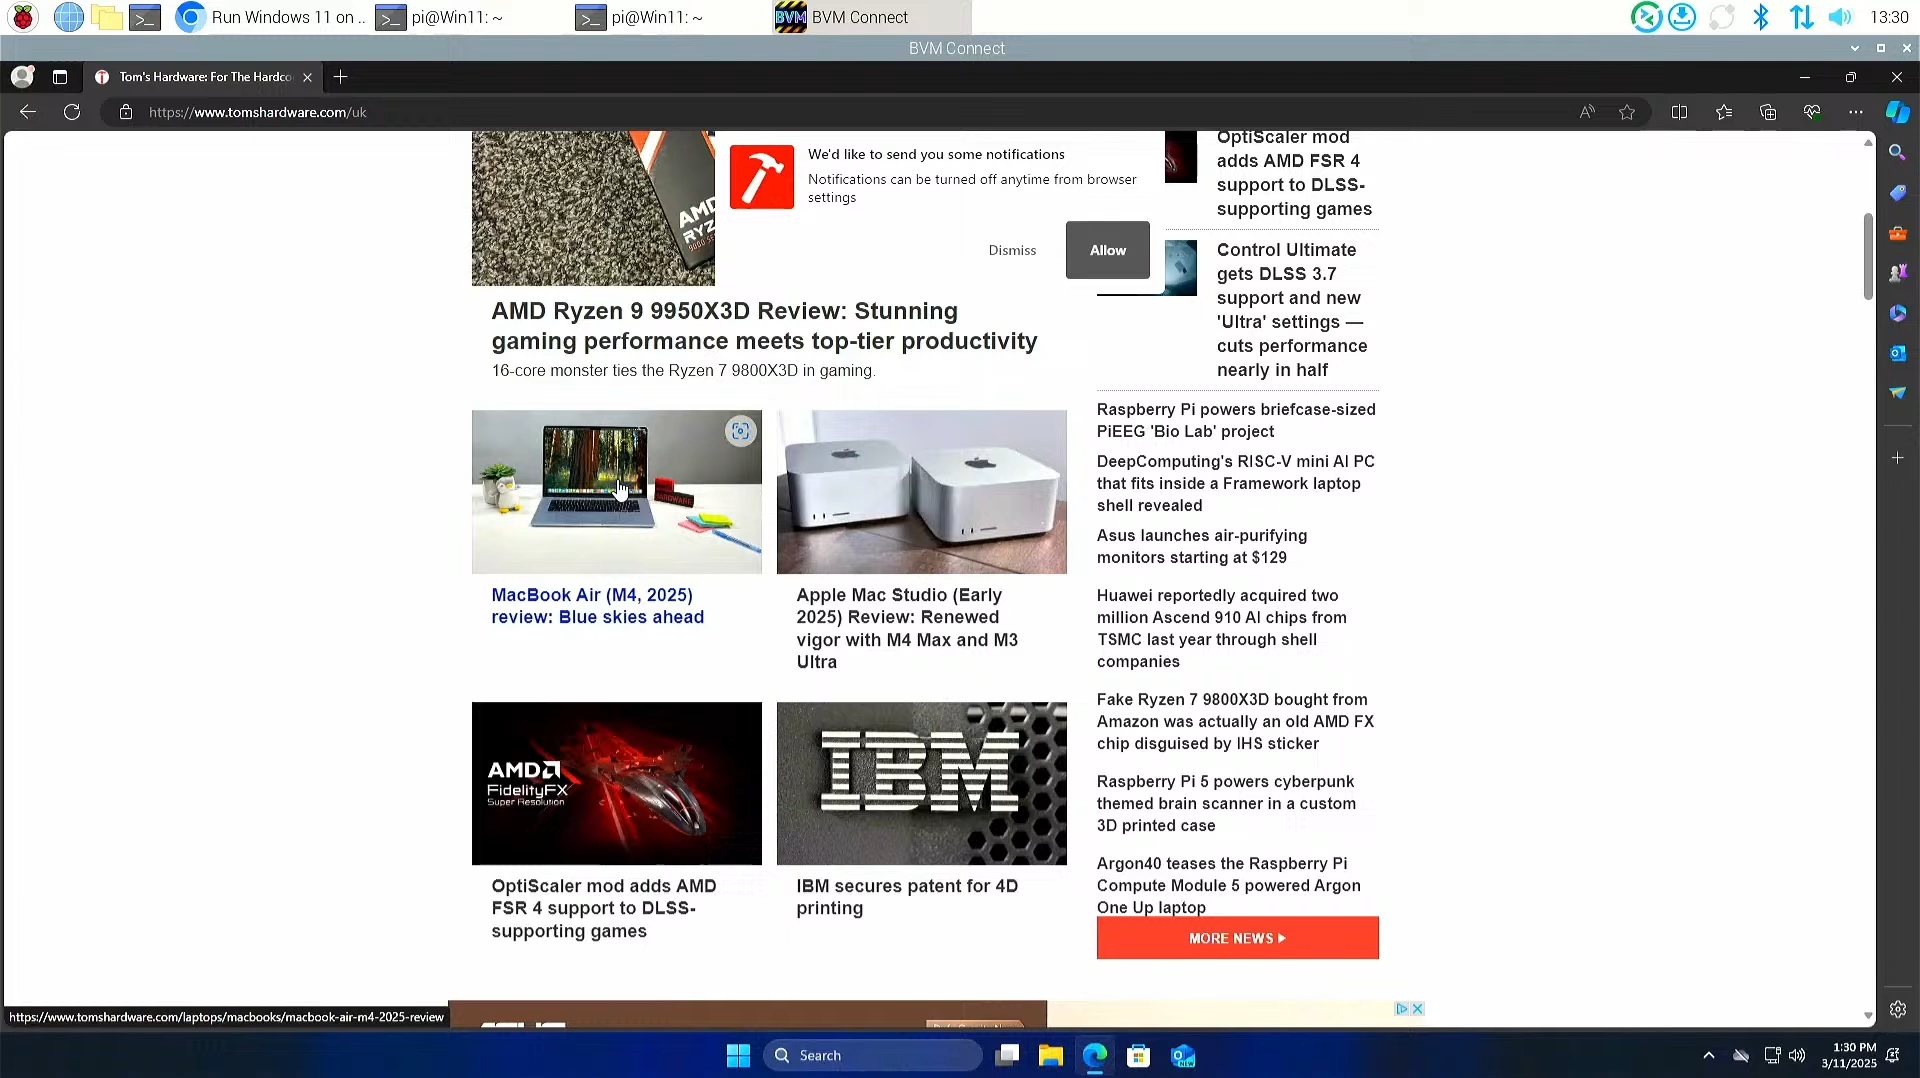 Run Windows 11 on ..
pi@Win11: ~
pi@Win11: ~
BVM
BVM Connect
13:30
BVM Connect
Tom's Hardware: For The Hardco
https://www.tomshardware.com/uk
We'd like to send you some notifications
Notifications can be turned off anytime from browser
settings
Dismiss
Allow
AMD
RYZ
AMD Ryzen 9 9950X3D Review: Stunning
gaming performance meets top-tier productivity
16-core monster ties the Ryzen 7 9800X3D in gaming.
HARDWARE
MacBook Air (M4, 2025)
review: Blue skies ahead
Apple Mac Studio (Early
2025) Review: Renewed
vigor with M4 Max and M3
Ultra
AMD
FidelityFX
Super Resolution
OptiScaler mod adds AMD
FSR 4 support to DLSS-
supporting games
IBM
IBM secures patent for 4D
printing
OptiScaler mod
adds AMD FSR 4
support to DLSS-
supporting games
Control Ultimate
gets DLSS 3.7
support and new
'Ultra' settings —
cuts performance
nearly in half
Raspberry Pi powers briefcase-sized
PiEEG 'Bio Lab' project
DeepComputing's RISC-V mini AI PC
that fits inside a Framework laptop
shell revealed
Asus launches air-purifying
monitors starting at $129
Huawei reportedly acquired two
million Ascend 910 AI chips from
TSMC last year through shell
companies
Fake Ryzen 7 9800X3D bought from
Amazon was actually an old AMD FX
chip disguised by IHS sticker
Raspberry Pi 5 powers cyberpunk
themed brain scanner in a custom
3D printed case
Argon40 teases the Raspberry Pi
Compute Module 5 powered Argon
One Up laptop
MORE NEWS
https://www.tomshardware.com/laptops/macbooks/macbook-air-m4-2025-review
Search
1:30 PM
3/11/2025